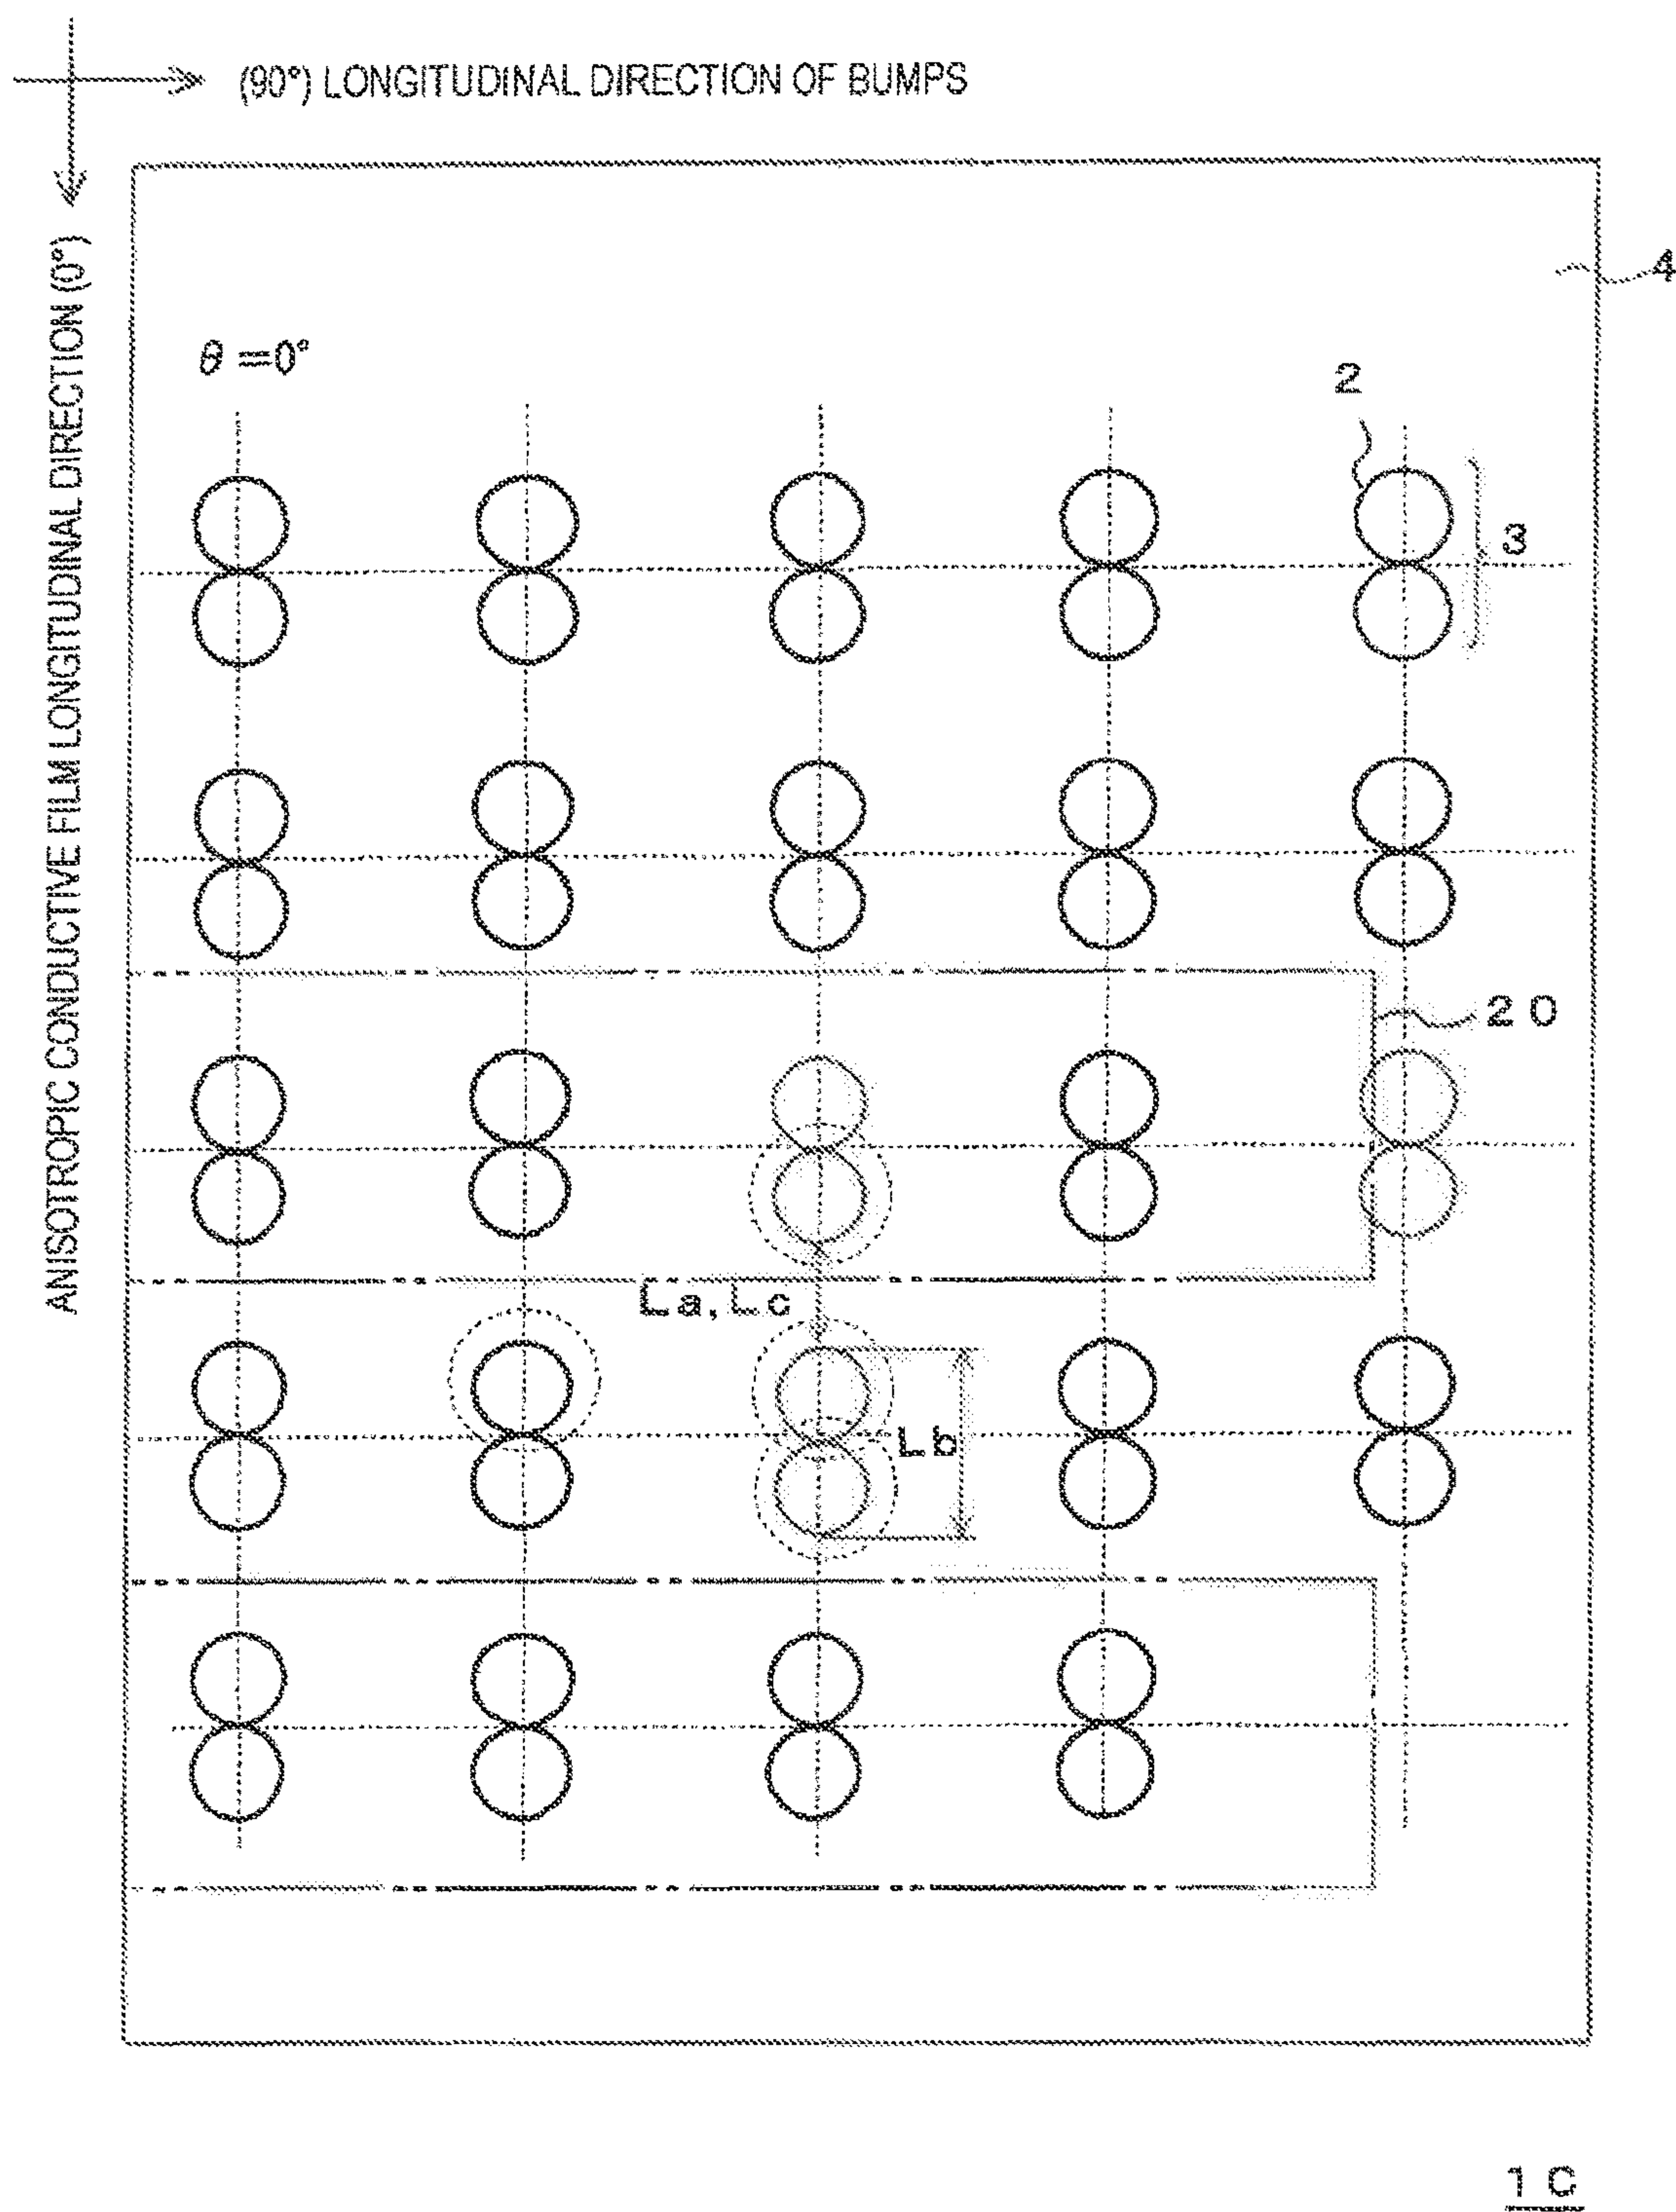 (90°) LONGITUDINAL DIRECTION OF BUMPS
ANISOTROPIC CONDUCTIVE FILM LONGITUDINAL DIRECTION (0°)
4
θ=0°
2
3
20
La, Lc
Lb
1C